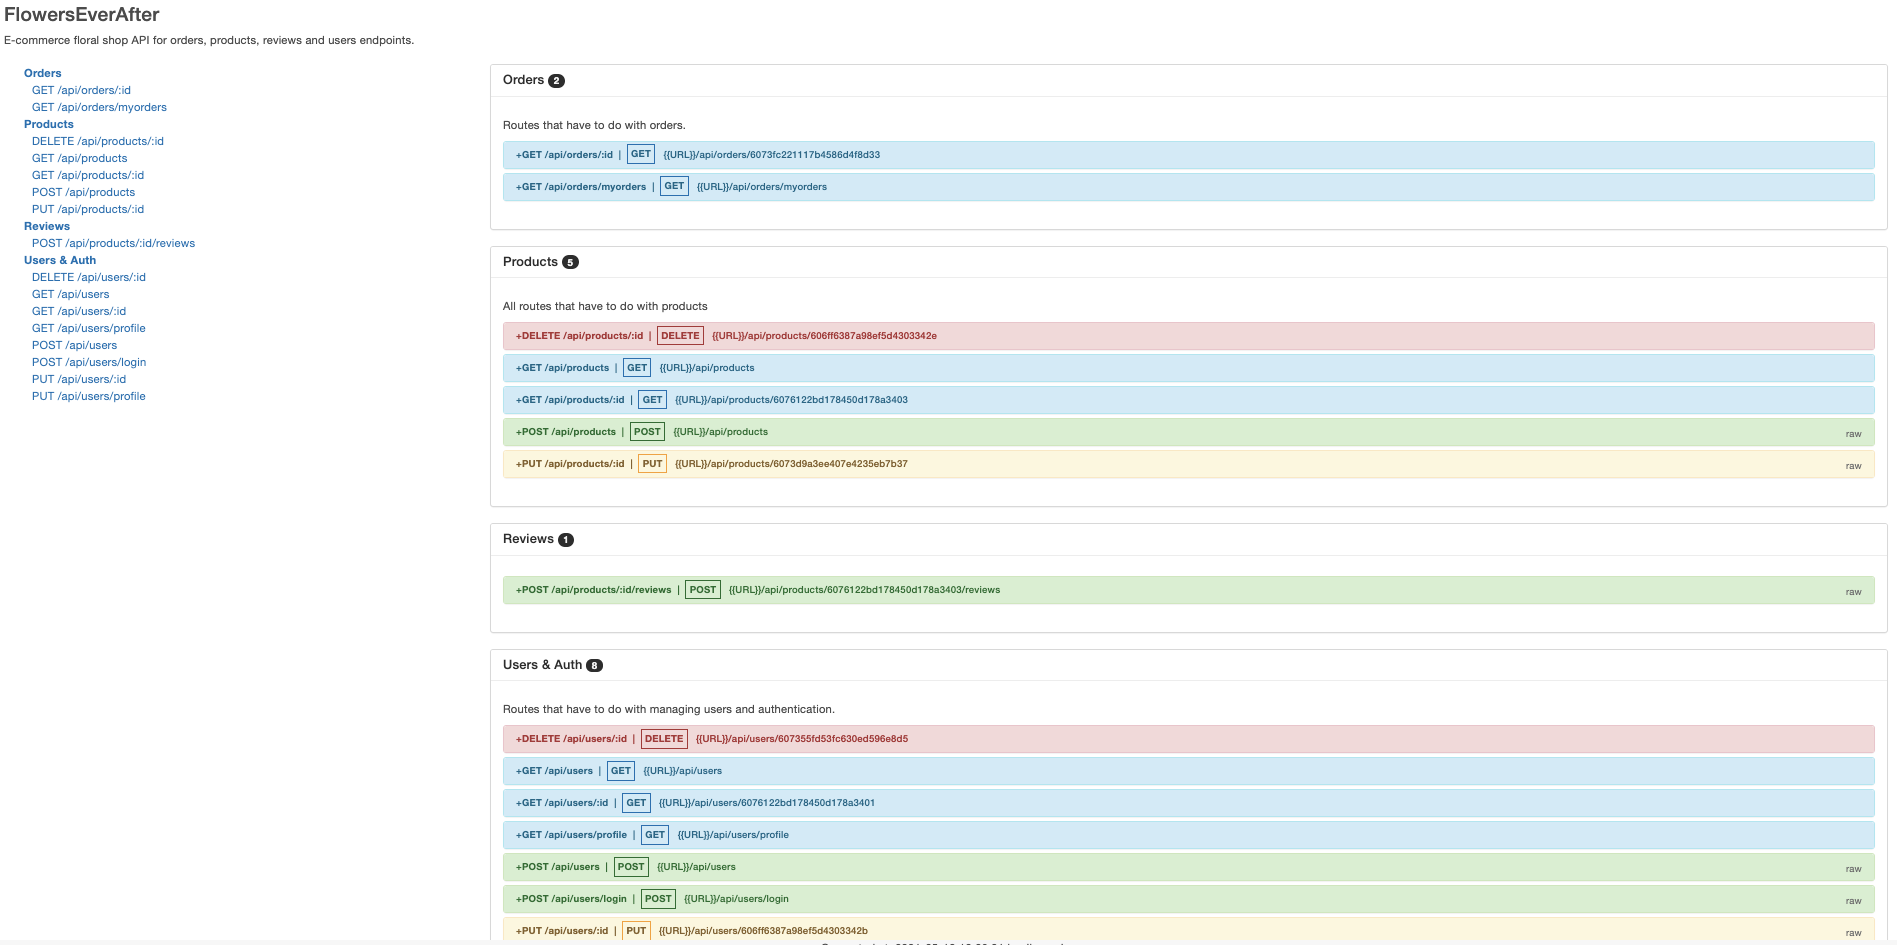 FlowersEverAfter
E-commerce floral shop API for orders, products, reviews and users endpoints.
Orders
GET /api/orders/:id
GET /api/orders/myorders
Products
DELETE /api/products/:id
GET /api/products
GET /api/products/:id
POST /api/products
PUT /api/products/:id
Reviews
POST /api/products/:id/reviews
Users & Auth
DELETE /api/users/:id
GET /api/users
GET /api/users/:id
GET /api/users/profile
POST /api/users
POST /api/users/login
PUT /api/users/:id
PUT /api/users/profile
Orders 2
Routes that have to do with orders.
+GET /api/orders/:id | GET {{URL}}/api/orders/6073fc221117b4586d4f8d33
+GET /api/orders/myorders | GET {{URL}}/api/orders/myorders
Products 5
All routes that have to do with products
+DELETE /api/products/:id | DELETE {{URL}}/api/products/606ff6387a98ef5d4303342e
+GET /api/products | GET {{URL}}/api/products
+GET /api/products/:id | GET {{URL}}/api/products/6076122bd178450d178a3403
+POST /api/products | POST {{URL}}/api/products raw
+PUT /api/products/:id | PUT {{URL}}/api/products/6073d9a3ee407e4235eb7b37 raw
Reviews 1
+POST /api/products/:id/reviews | POST {{URL}}/api/products/6076122bd178450d178a3403/reviews raw
Users & Auth 8
Routes that have to do with managing users and authentication.
+DELETE /api/users/:id | DELETE {{URL}}/api/users/607355fd53fc630ed596e8d5
+GET /api/users | GET {{URL}}/api/users
+GET /api/users/:id | GET {{URL}}/api/users/6076122bd178450d178a3401
+GET /api/users/profile | GET {{URL}}/api/users/profile
+POST /api/users | POST {{URL}}/api/users raw
+POST /api/users/login | POST {{URL}}/api/users/login raw
+PUT /api/users/:id | PUT {{URL}}/api/users/606ff6387a98ef5d4303342b raw